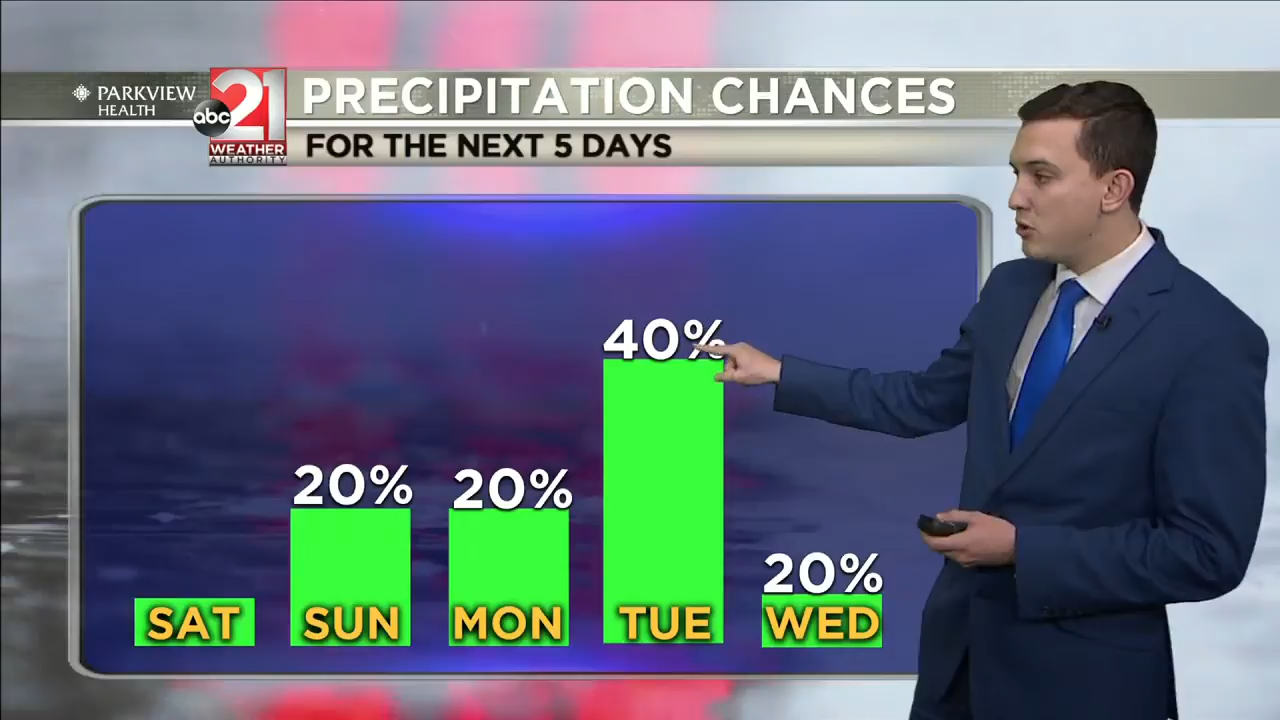 PARKVIEW
HEALTH
abc
21
WEATHER
AUTHORITY
PRECIPITATION CHANCES
FOR THE NEXT 5 DAYS
40%
20% 20%
20%
SAT SUN MON TUE WED